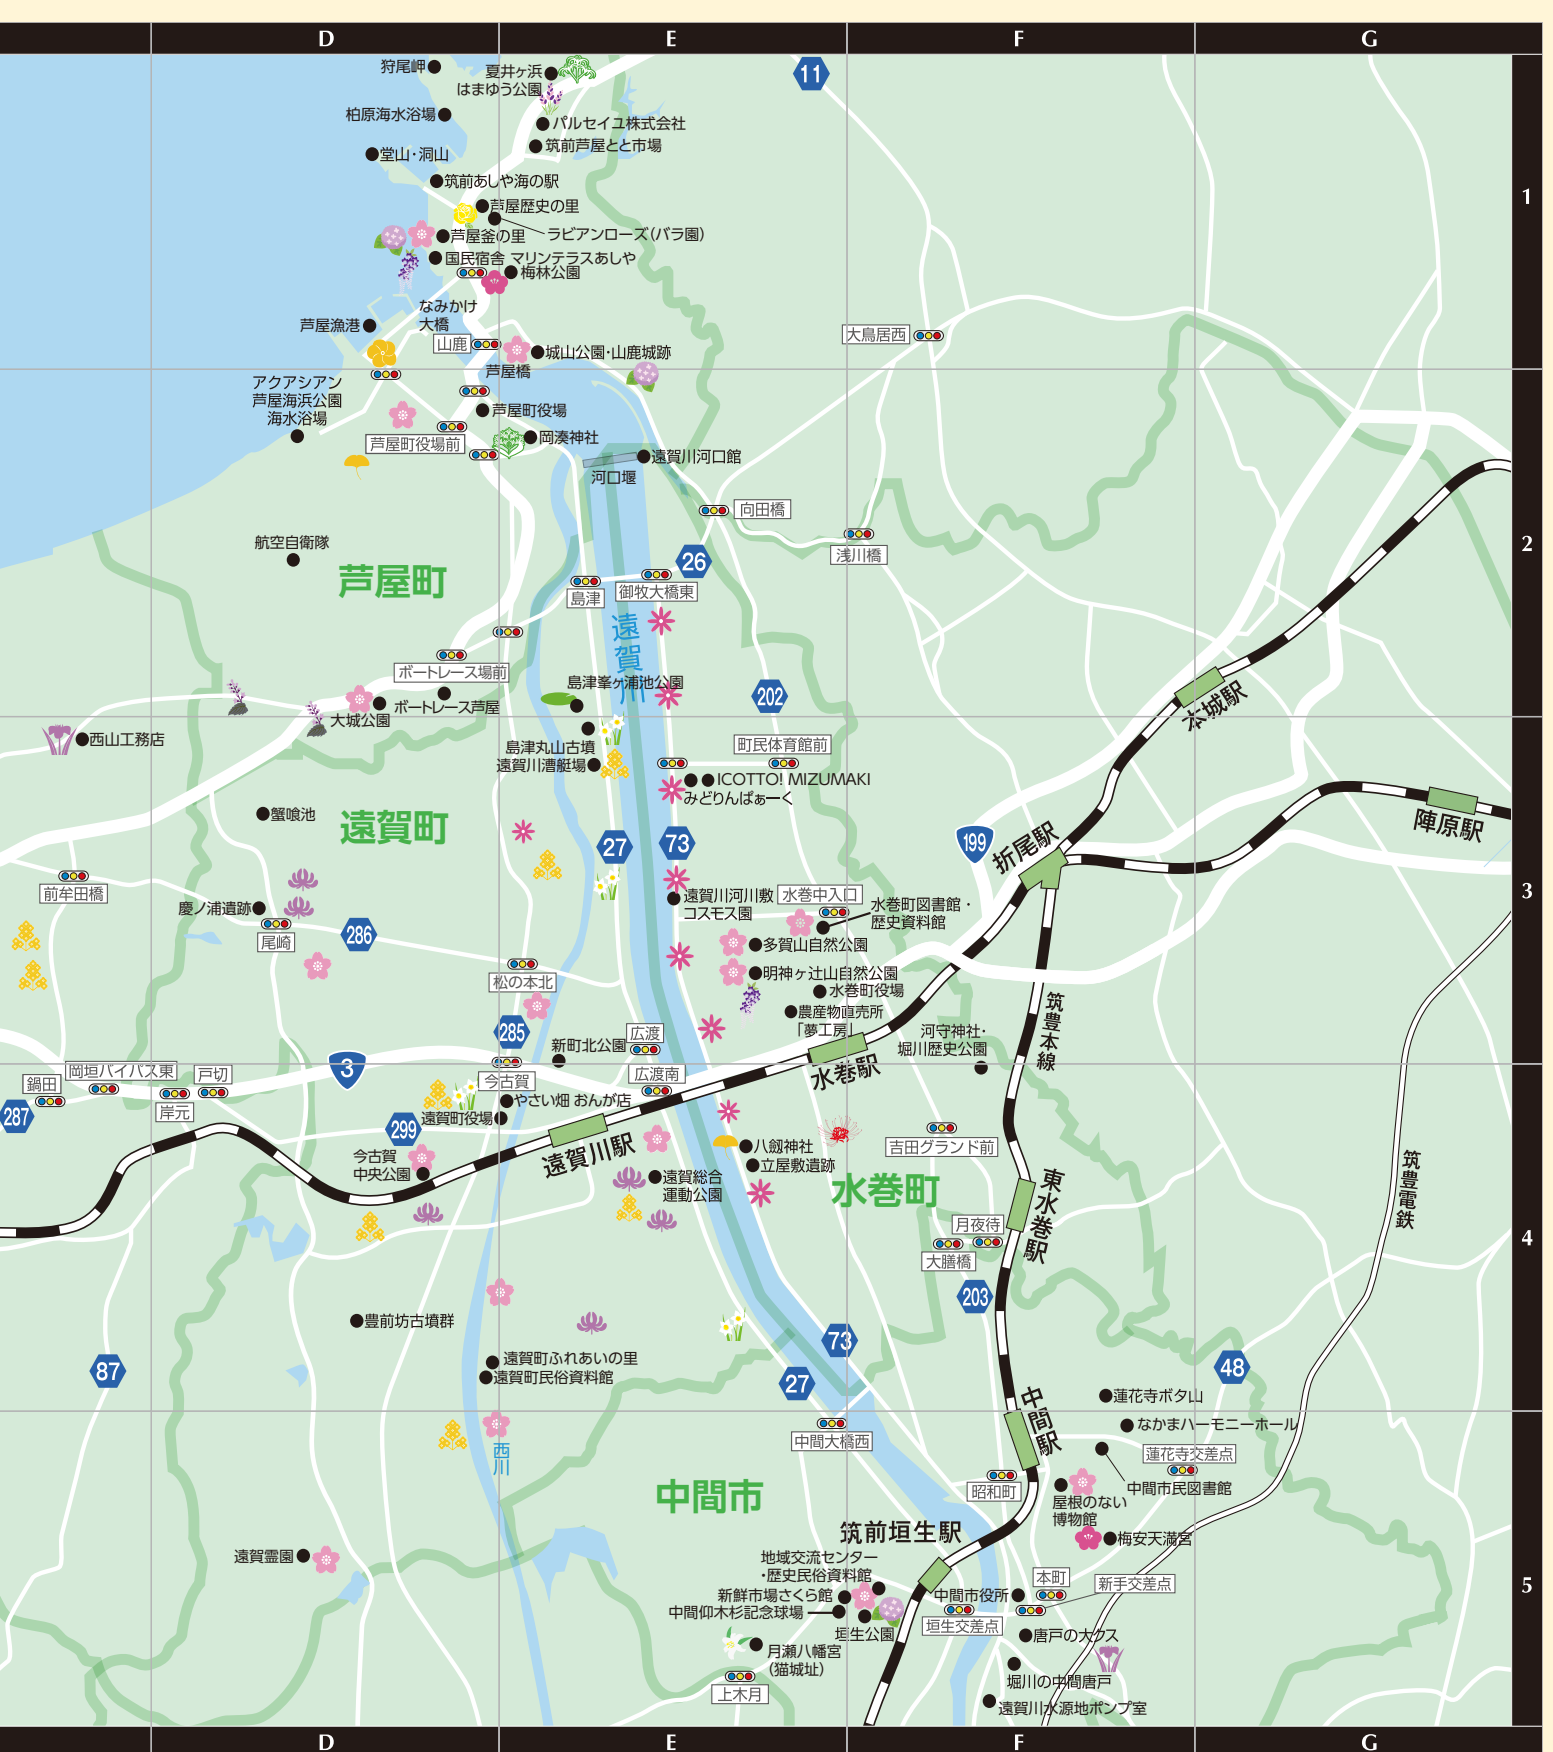 D
E
F
G
狩尾岬
夏井ヶ浜
はまゆう公園
11
柏原海水浴場
パルセイユ株式会社
筑前芦屋とと市場
堂山・洞山
筑前あしや海の駅
1
芦屋歴史の里
ラビアンローズ(バラ園)
芦屋釜の里
国民宿舎 マリンテラスあしや
梅林公園
なみかけ
大橋
芦屋漁港
山鹿
大鳥居西
城山公園・山鹿城跡
芦屋橋
アクアシアン
芦屋海浜公園
海水浴場
芦屋町役場
芦屋町役場前
岡湊神社
遠賀川河口館
河口堰
向田橋
浅川橋
2
航空自衛隊
芦屋町
26
島津
御牧大橋東
遠賀川
ボートレース場前
島津峯ヶ浦池公園
202
本城駅
大城公園
ボートレース芦屋
西山工務店
島津丸山古墳
遠賀川漕艇場
町民体育館前
ICOTTO! MIZUMAKI
みどりんぱぁーく
蟹喰池
遠賀町
27
73
199
折尾駅
陣原駅
前牟田橋
3
慶ノ浦遺跡
尾崎
286
遠賀川河川敷
コスモス園
水巻中入口
水巻町図書館・
歴史資料館
多賀山自然公園
松の本北
明神ヶ辻山自然公園
水巻町役場
農産物直売所
「夢工房」
285
広渡
新町北公園
河守神社・
堀川歴史公園
筑豊本線
水巻駅
鍋田
岡垣バイパス東
戸切
3
今古賀
広渡南
287
岸元
やさい畑 おんが店
遠賀町役場
299
今古賀
中央公園
遠賀川駅
八劔神社
立屋敷遺跡
吉田グランド前
遠賀総合
運動公園
水巻町
東水巻駅
筑豊電鉄
月夜待
大膳橋
4
203
豊前坊古墳群
遠賀町ふれあいの里
遠賀町民俗資料館
73
27
87
48
中間駅
蓮花寺ボタ山
なかまハーモニーホール
中間大橋西
蓮花寺交差点
西川
中間市
昭和町
中間市民図書館
屋根のない
博物館
筑前垣生駅
梅安天満宮
遠賀霊園
地域交流センター
・歴史民俗資料館
新鮮市場さくら館
中間仰木杉記念球場
垣生公園
中間市役所
本町
新手交差点
5
垣生交差点
唐戸の大クス
月瀬八幡宮
(猫城址)
上木月
堀川の中間唐戸
遠賀川水源地ポンプ室
D
E
F
G